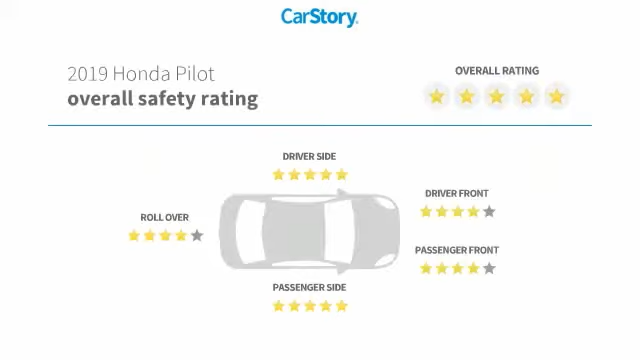 CarStory.
2019 Honda Pilot
overall safety rating
OVERALL RATING
DRIVER SIDE
DRIVER FRONT
ROLL OVER
PASSENGER FRONT
PASSENGER SIDE